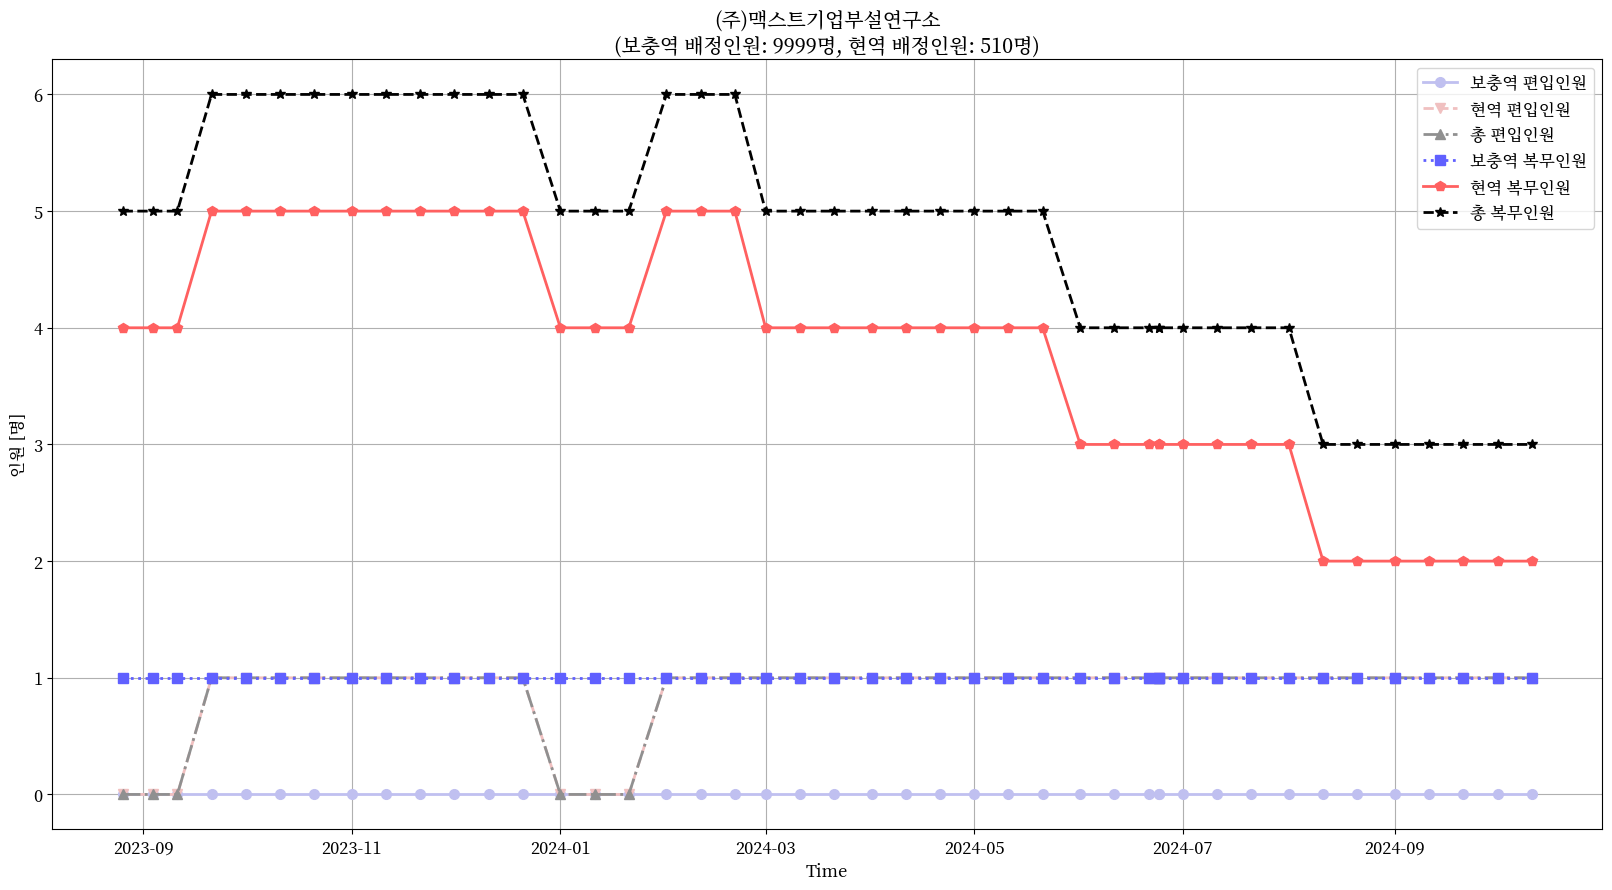 (주)맥스트기업부설연구소
(보충역 배정인원: 9999명, 현역 배정인원: 510명)
보충역 편입인원
현역 편입인원
총 편입인원
보충역 복무인원
현역 복무인원
총 복무인원
인원 [명]
6
5
4
3
2
1
0
2023-09
2023-11
2024-01
2024-03
2024-05
2024-07
2024-09
Time